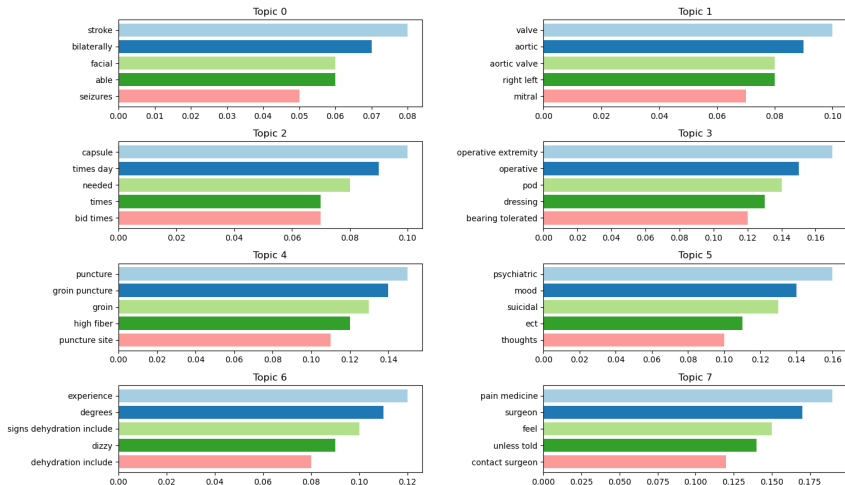 Topic 0
stroke
bilaterally
facial
able
seizures
0.00 0.01 0.02 0.03 0.04 0.05 0.06 0.07 0.08
Topic 1
valve
aortic
aortic valve
right left
mitral
0.00 0.02 0.04 0.06 0.08 0.10
Topic 2
capsule
times day
needed
times
bid times
0.00 0.02 0.04 0.06 0.08 0.10
Topic 3
operative extremity
operative
pod
dressing
bearing tolerated
0.00 0.02 0.04 0.06 0.08 0.10 0.12 0.14 0.16
Topic 4
puncture
groin puncture
groin
high fiber
puncture site
0.00 0.02 0.04 0.06 0.08 0.10 0.12 0.14
Topic 5
psychiatric
mood
suicidal
ect
thoughts
0.00 0.02 0.04 0.06 0.08 0.10 0.12 0.14 0.16
Topic 6
experience
degrees
signs dehydration include
dizzy
dehydration include
0.00 0.02 0.04 0.06 0.08 0.10 0.12
Topic 7
pain medicine
surgeon
feel
unless told
contact surgeon
0.000 0.025 0.050 0.075 0.100 0.125 0.150 0.175